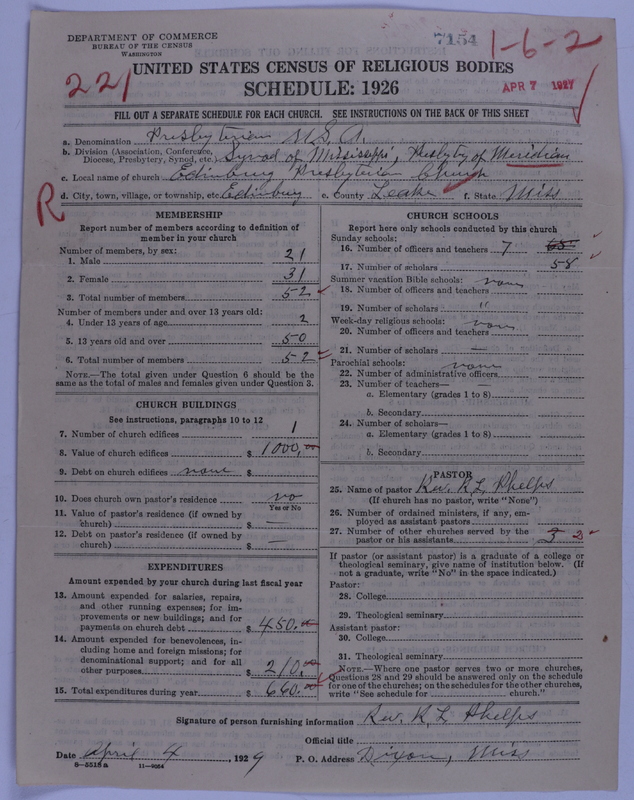 DEPARTMENT OF COMMERCE
BUREAU OF THE CENSUS
WASHINGTON
7154
1-6-2
221
UNITED STATES CENSUS OF RELIGIOUS BODIES
SCHEDULE: 1926
APR 7 1927
FILL OUT A SEPARATE SCHEDULE FOR EACH CHURCH. SEE INSTRUCTIONS ON THE BACK OF THIS SHEET
a. Denomination Presbyterian U.S.A.
b. Division (Association, Conference, Diocese, Presbytery, Synod, etc. Synod of Mississippi, Presbytry of Meridian
c. Local name of church Edinburg Presbyterian Church
R
d. City, town, village, or township, etc. Edinburg e. County Leake f. State Miss
MEMBERSHIP
Report number of members according to definition of
member in your church
Number of members, by sex:
1. Male 21
2. Female 31
3. Total number of members 52
Number of members under and over 13 years old:
4. Under 13 years of age 2
5. 13 years old and over 50
6. Total number of members 52
NOTE.—The total given under Question 6 should be
same as the total of males and females given under Question 3.
CHURCH BUILDINGS
See instructions, paragraphs 10 to 12
7. Number of church edifices 1
8. Value of church edifices $ 1000.00
9. Debt on church edifices none $
10. Does church own pastor's residence no
Yes or No
11. Value of pastor's residence (if owned by
church) $ —
12. Debt on pastor's residence (if owned by
church) $ —
EXPENDITURES
Amount expended by your church during last fiscal year
13. Amount expended for salaries, repairs,
and other running expenses; for im-
provements or new buildings; and for
payments on church debt $ 450.00
14. Amount expended for benevolences, in-
cluding home and foreign missions; for
denominational support; and for all
other purposes $ 210.00
15. Total expenditures during year $ 660.00
CHURCH SCHOOLS
Report here only schools conducted by this church
Sunday schools:
16. Number of officers and teachers 7 65
17. Number of scholars 58
Summer vacation Bible schools: none
18. Number of officers and teachers
19. Number of scholars "
Week-day religious schools: none
20. Number of officers and teachers
21. Number of scholars —
Parochial schools: none
22. Number of administrative officers
23. Number of teachers— —
a. Elementary (grades 1 to 8)
b. Secondary
24. Number of scholars—
a. Elementary (grades 1 to 8)
b. Secondary
PASTOR
25. Name of pastor Rev. R L Phelps
(If church has no pastor, write "None")
26. Number of ordained ministers, if any, em-
ployed as assistant pastors
27. Number of other churches served by the
pastor or his assistants 3
If pastor (or assistant pastor) is a graduate of a college or
theological seminary, give name of institution below. (If
not a graduate, write "No" in the space indicated.)
Pastor:
28. College
29. Theological seminary
Assistant pastor:
30. College
31. Theological seminary
NOTE.—Where one pastor serves two or more churches,
Questions 28 and 29 should be answered only on the schedule
for one of the churches; on the schedules for the other churches,
write "See schedule for church."
Signature of person furnishing information Rev. R. L Phelps
Official title
Date April 4, 1929 P. O. Address Dixon, Miss
8-5515a 11-9054